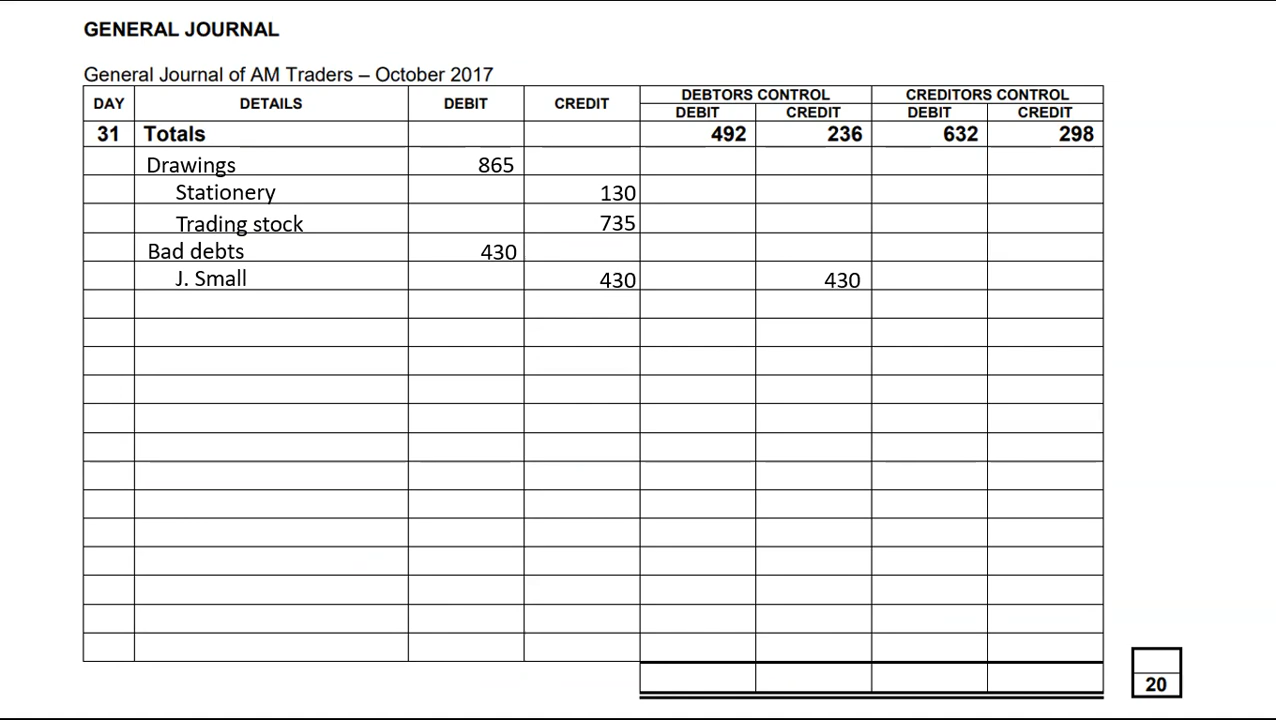 GENERAL JOURNAL
General Journal of AM Traders – October 2017
DAY DETAILS DEBIT CREDIT DEBTORS CONTROL CREDITORS CONTROL
DEBIT CREDIT DEBIT CREDIT
31 Totals 492 236 632 298
Drawings 865
Stationery 130
Trading stock 735
Bad debts 430
J. Small 430 430
20